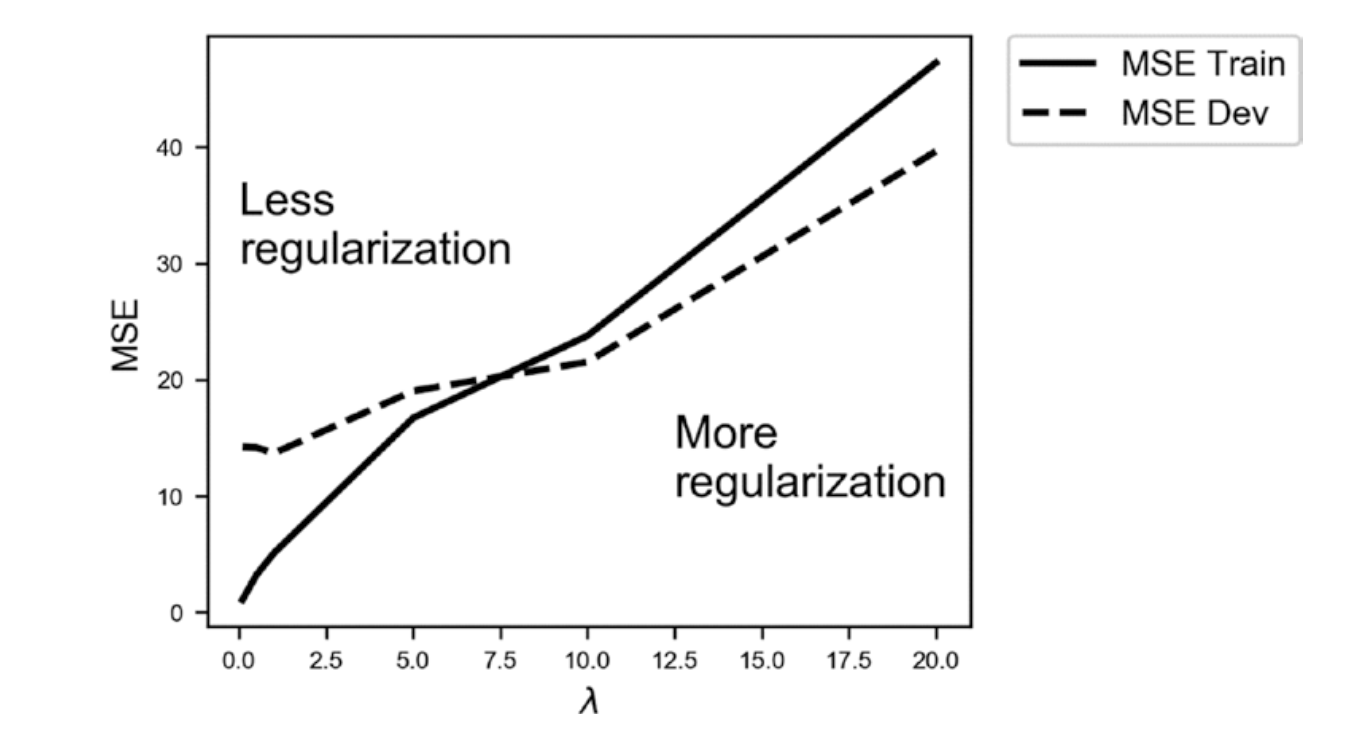 MSE Train
MSE Dev
40
30
20
10
0
MSE
Less
regularization
More
regularization
0.0 2.5 5.0 7.5 10.0 12.5 15.0 17.5 20.0
λ